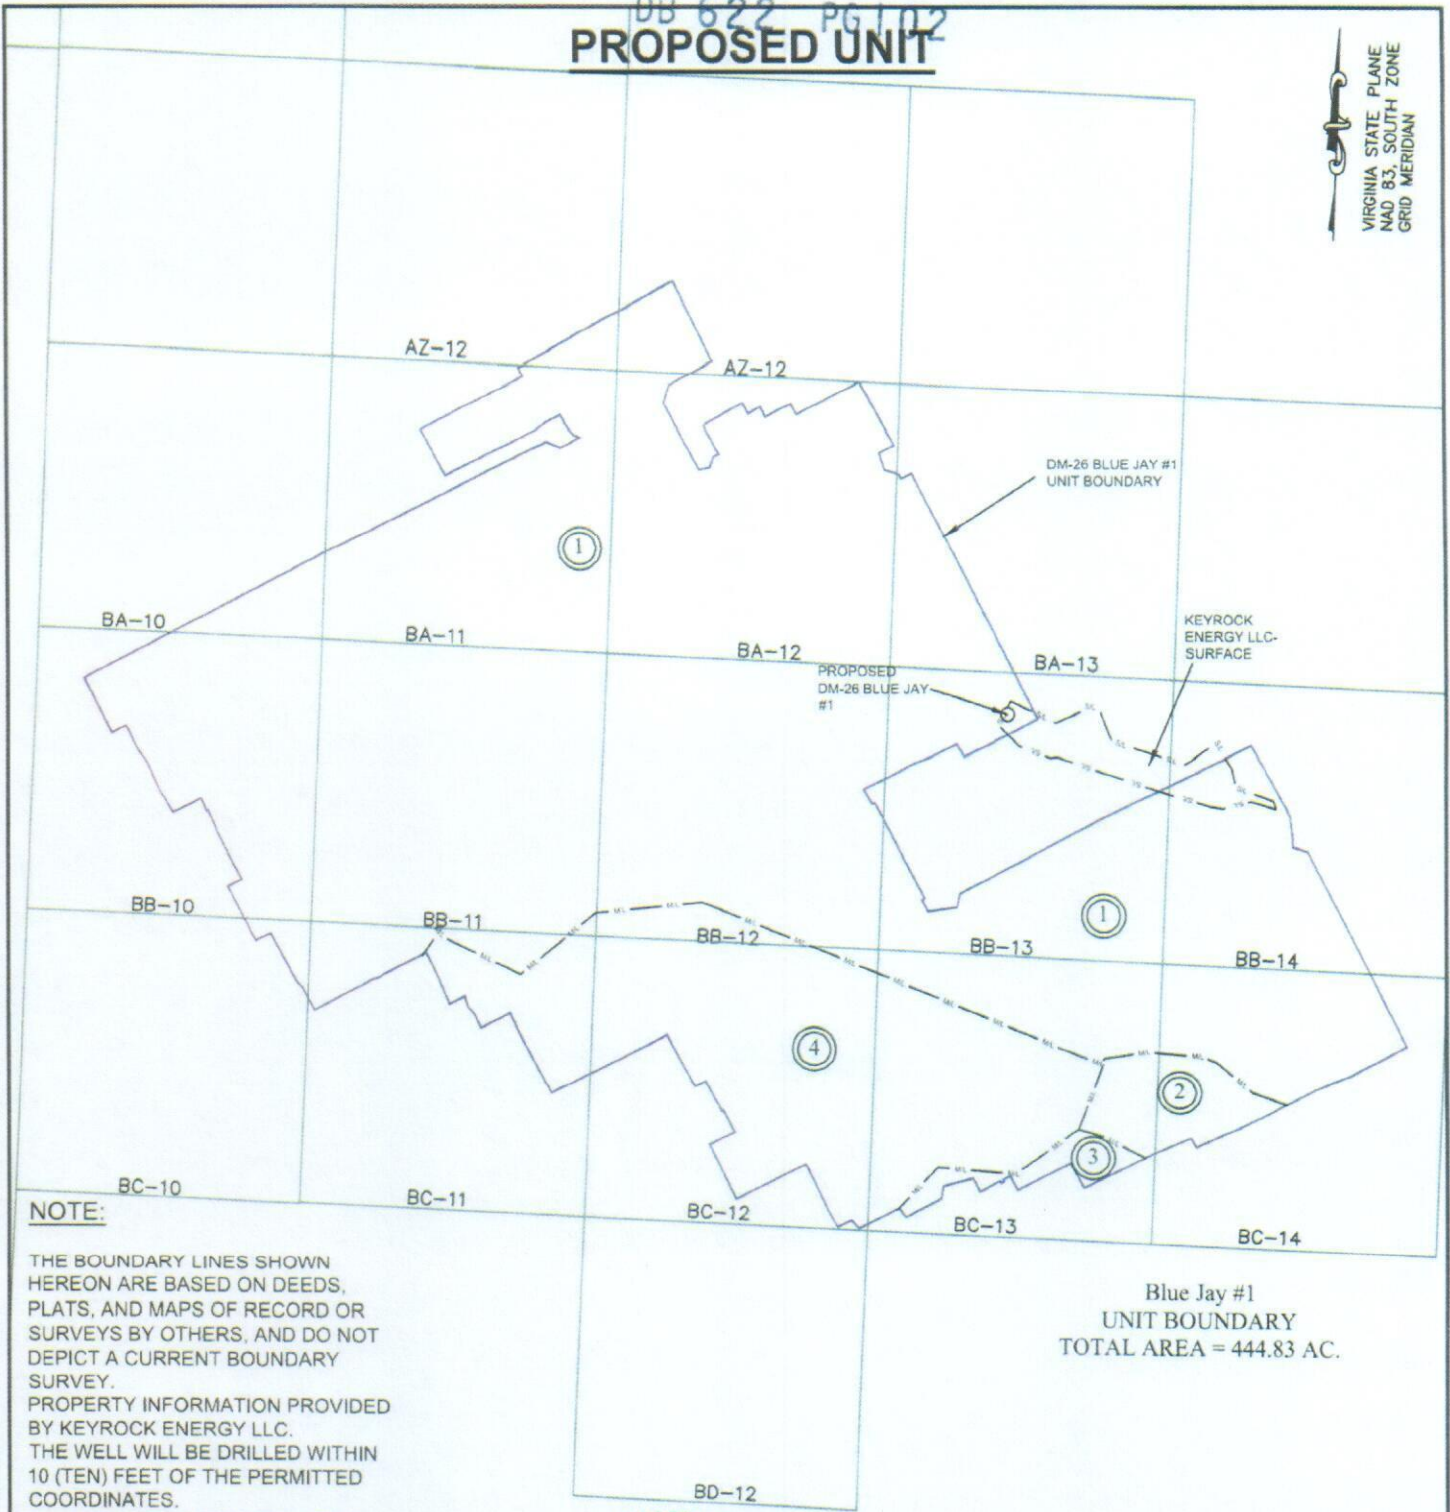 DB 622 PG 102
PROPOSED UNIT
VIRGINIA STATE PLANE
NAD 83, SOUTH ZONE
GRID MERIDIAN
AZ-12
AZ-12
DM-26 BLUE JAY #1
UNIT BOUNDARY
1
BA-10
BA-11
BA-12
BA-13
KEYROCK
ENERGY LLC-
SURFACE
PROPOSED
DM-26 BLUE JAY
#1
BB-10
BB-11
BB-12
BB-13
BB-14
1
4
2
3
BC-10
BC-11
BC-12
BC-13
BC-14
NOTE:
THE BOUNDARY LINES SHOWN
HEREON ARE BASED ON DEEDS,
PLATS, AND MAPS OF RECORD OR
SURVEYS BY OTHERS, AND DO NOT
DEPICT A CURRENT BOUNDARY
SURVEY.
PROPERTY INFORMATION PROVIDED
BY KEYROCK ENERGY LLC.
THE WELL WILL BE DRILLED WITHIN
10 (TEN) FEET OF THE PERMITTED
COORDINATES.
Blue Jay #1
UNIT BOUNDARY
TOTAL AREA = 444.83 AC.
BD-12